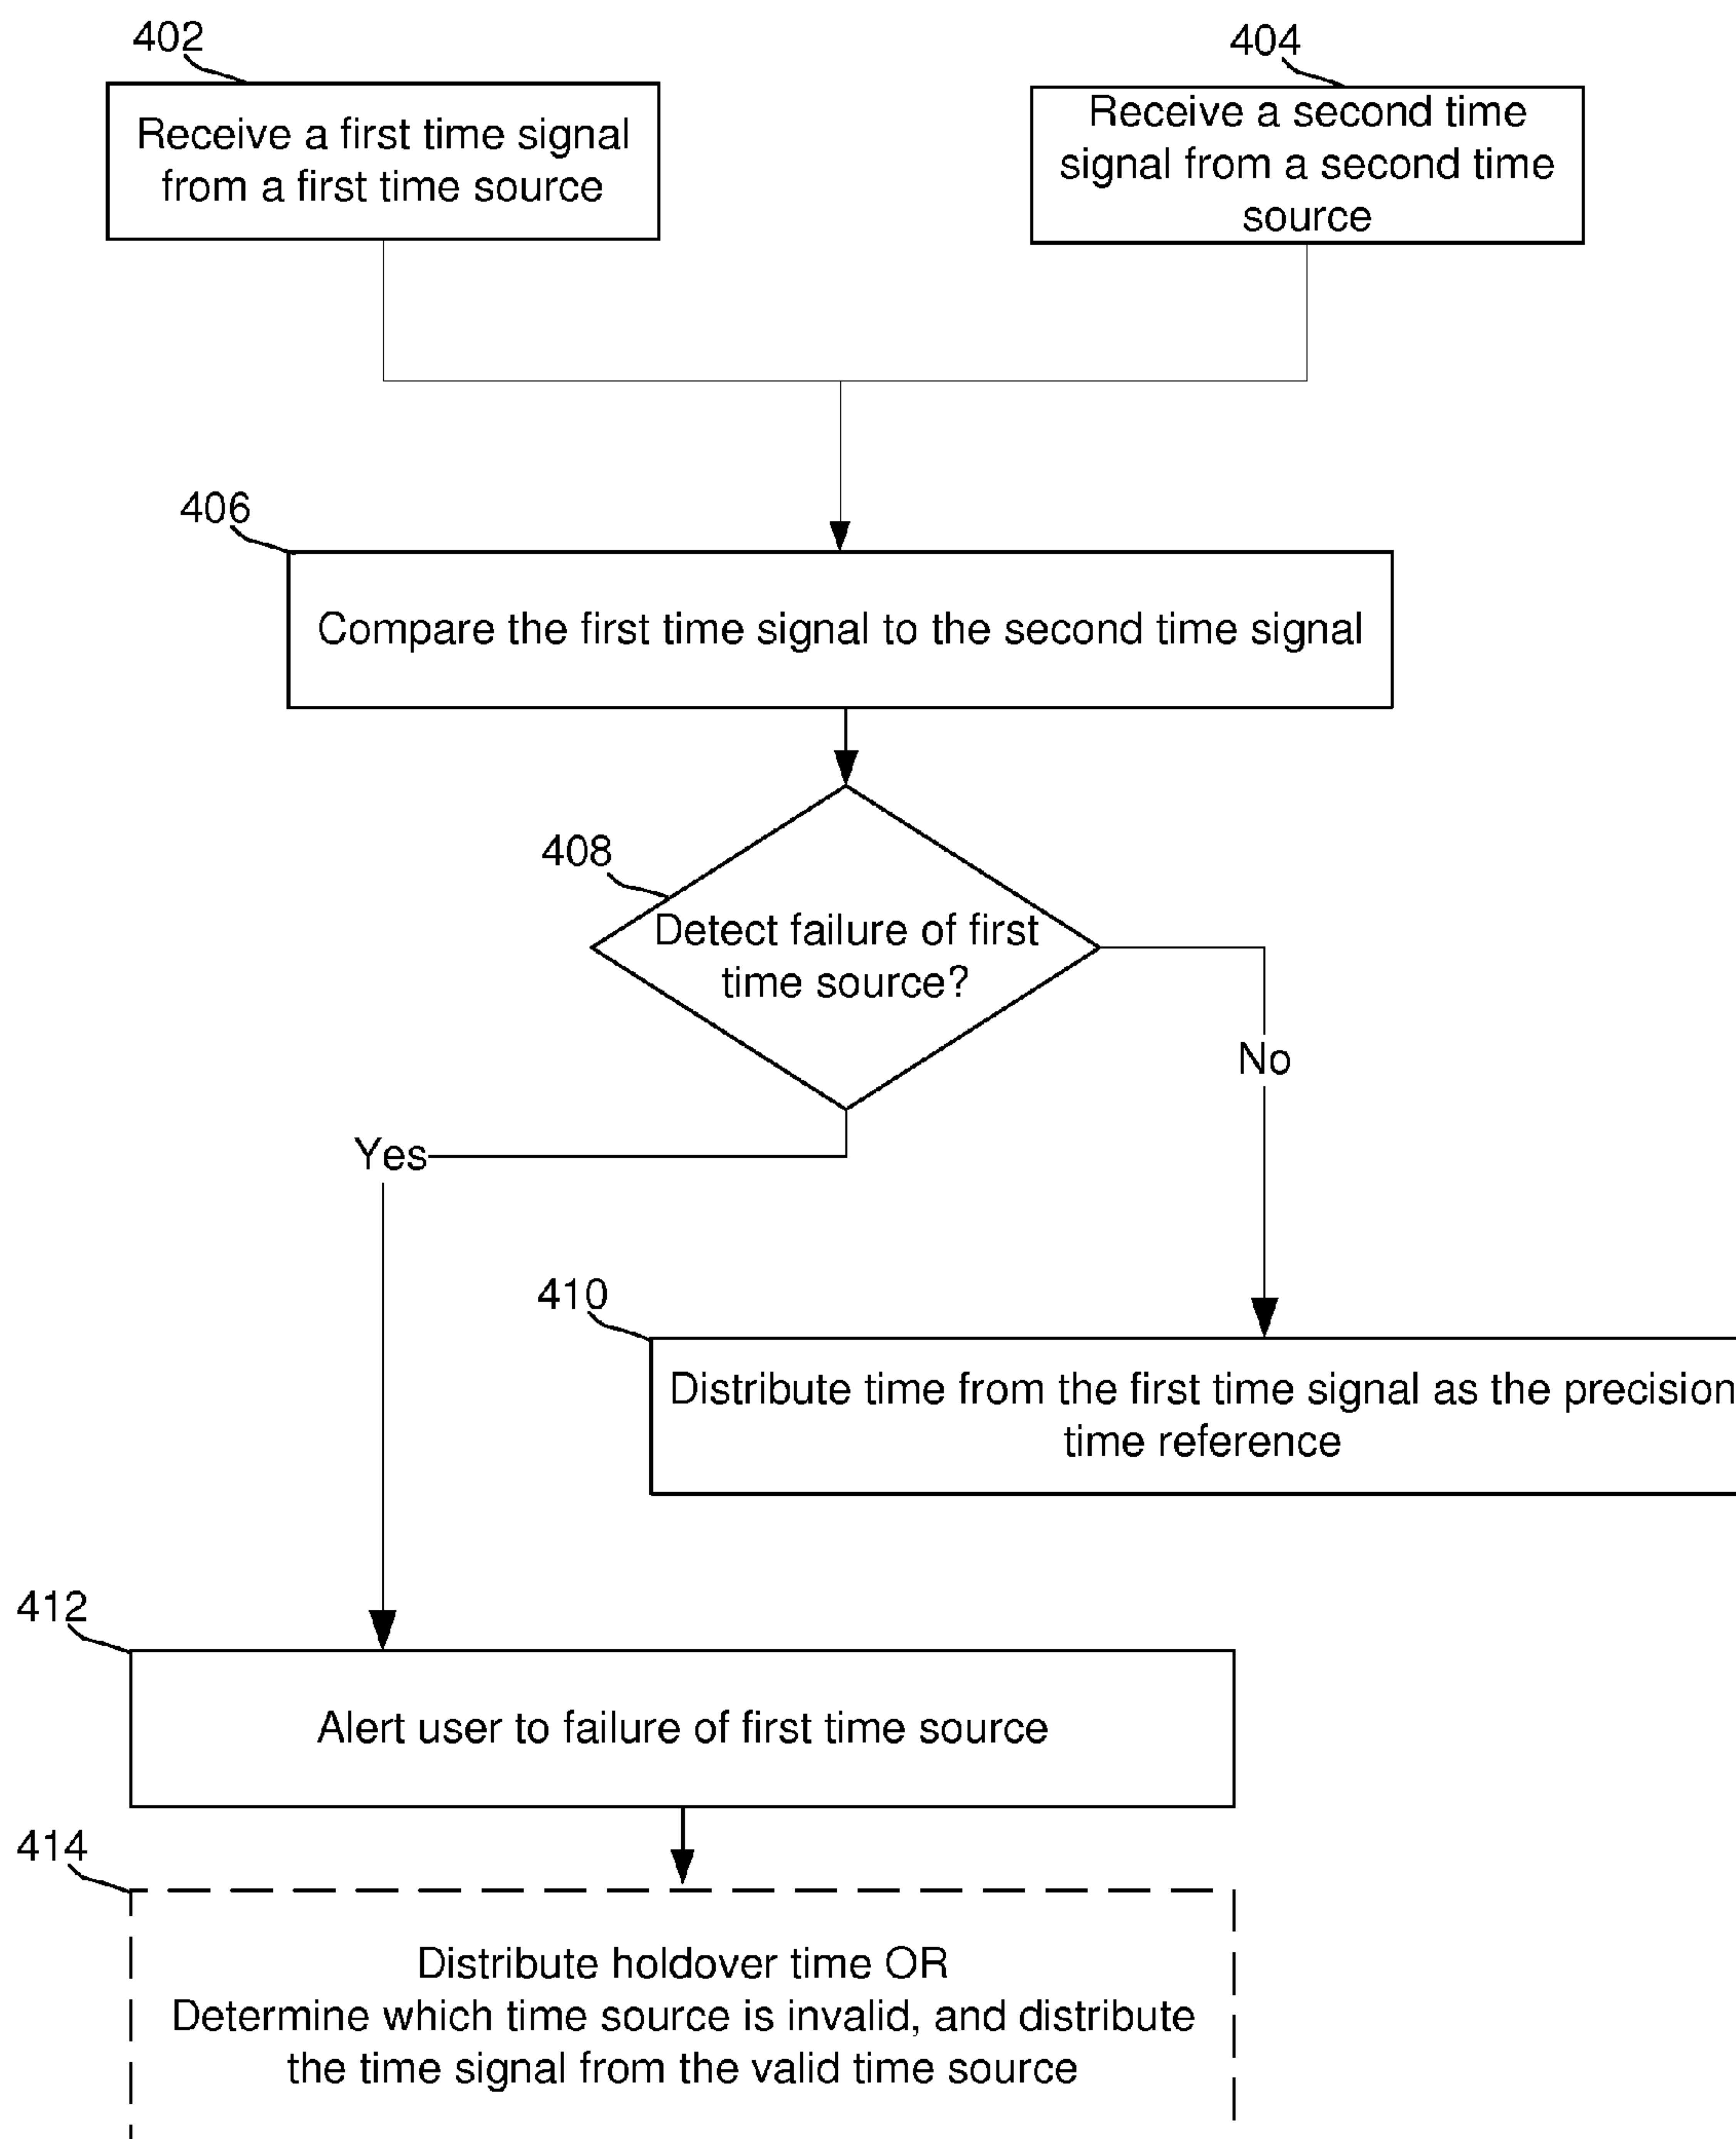 402
Receive a first time signal
from a first time source
404
Receive a second time
signal from a second time
source
406
Compare the first time signal to the second time signal
408
Detect failure of first
time source?
No
Yes
410
Distribute time from the first time signal as the precision
time reference
412
Alert user to failure of first time source
414
Distribute holdover time OR
Determine which time source is invalid, and distribute
the time signal from the valid time source